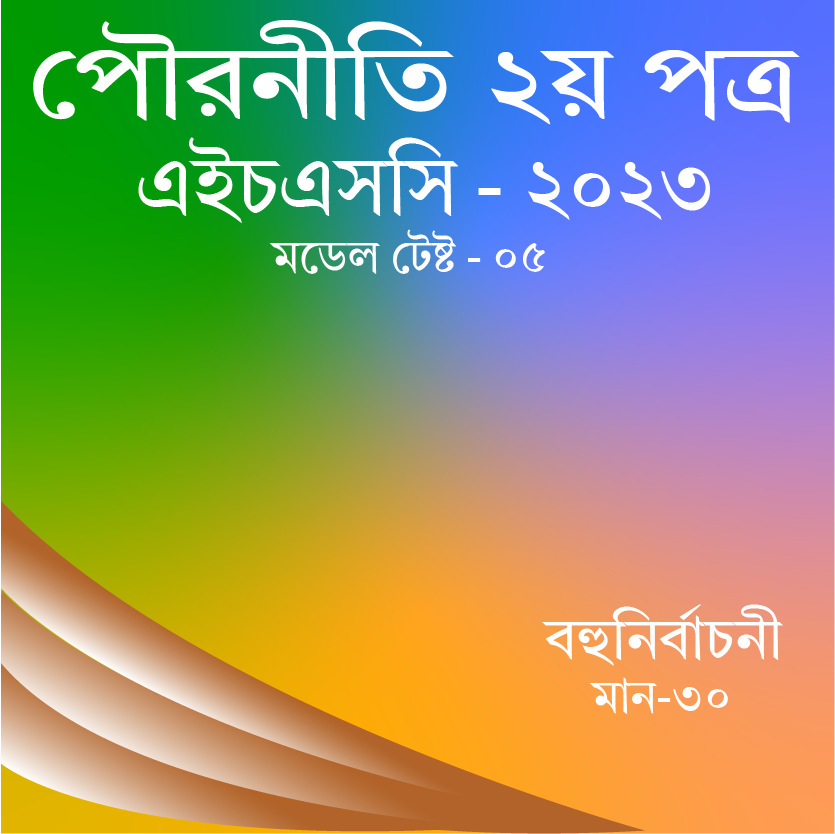 পৌরনীতি ২য় পত্র
এইচএসসি - ২০২৩
মডেল টেষ্ট - ০৫
বহুনির্বাচনী
মান-৩০